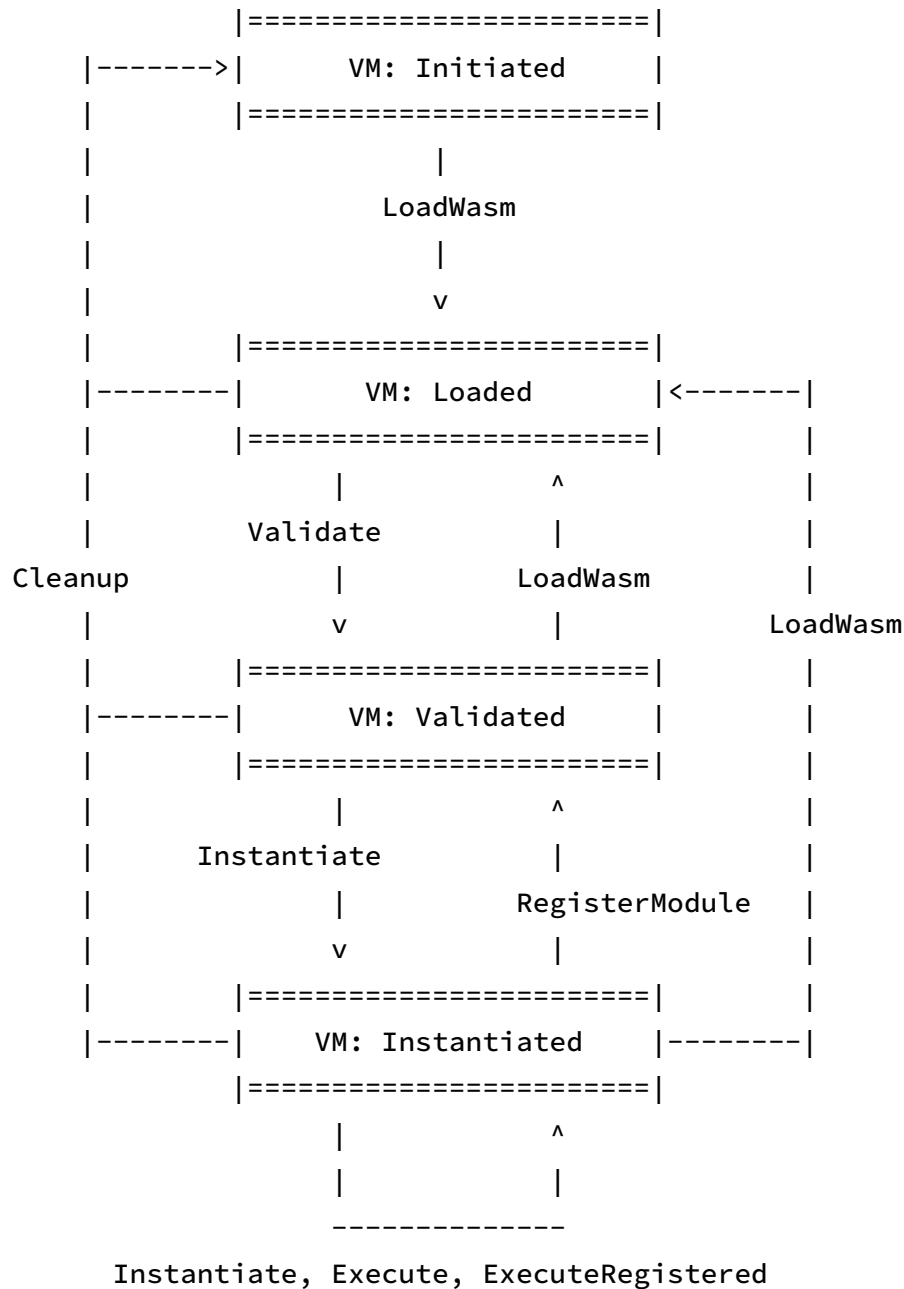 |========================|
|------->| VM: Initiated |
| |========================|
| |
| LoadWasm
| |
| v
| |========================|
|--------| VM: Loaded |<-------|
| |========================| |
| | ^ |
| Validate | |
Cleanup | LoadWasm |
| v | LoadWasm
| |========================| |
|--------| VM: Validated | |
| |========================| |
| | ^ |
| Instantiate | |
| | RegisterModule |
| v | |
| |========================| |
|--------| VM: Instantiated |--------|
|========================|
| ^
| |
--------------
Instantiate, Execute, ExecuteRegistered